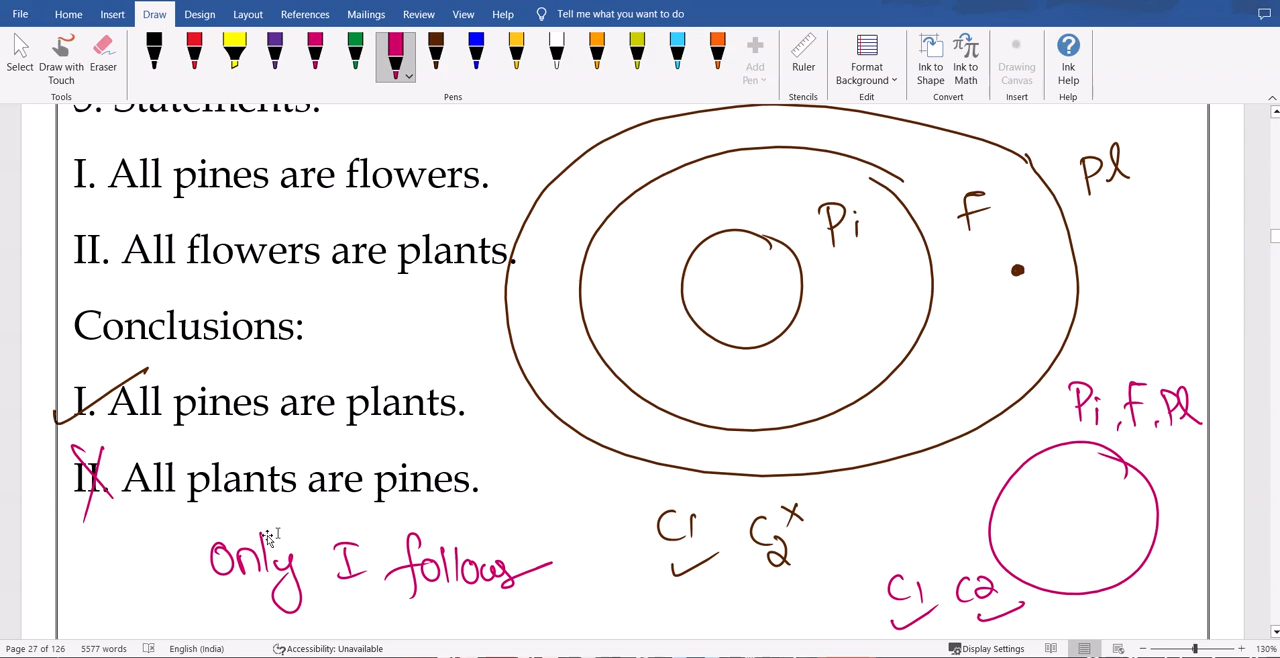 File Home Insert Draw Design Layout References Mailings Review View Help Tell me what you want to do
Select Draw with Touch Eraser Add Pen Ruler Format Background Ink to Shape Ink to Math Drawing Canvas Ink Help
Tools Pens Stencils Edit Convert Insert Help
Statements:
I. All pines are flowers.
II. All flowers are plants.
Conclusions:
I. All pines are plants.
II. All plants are pines.
Only I follows
Pi F Pl
C1 C2 x
Pi, F, Pl
C1 C2
Page 27 of 126 5577 words English (India) Accessibility: Unavailable Display Settings 130%